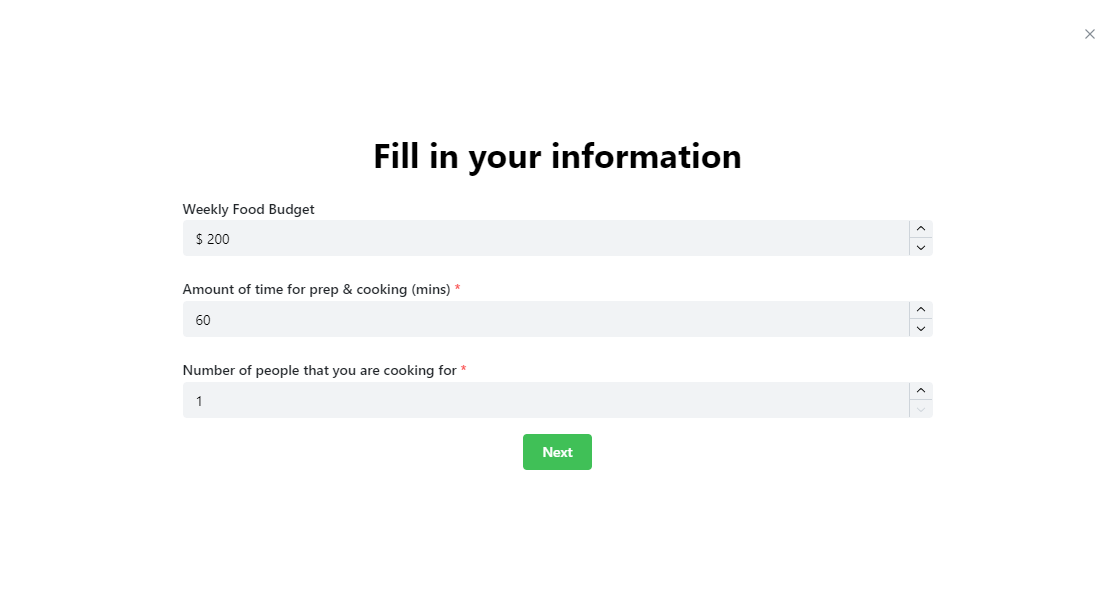 Fill in your information
Weekly Food Budget
$ 200
Amount of time for prep & cooking (mins) *
60
Number of people that you are cooking for *
1
Next